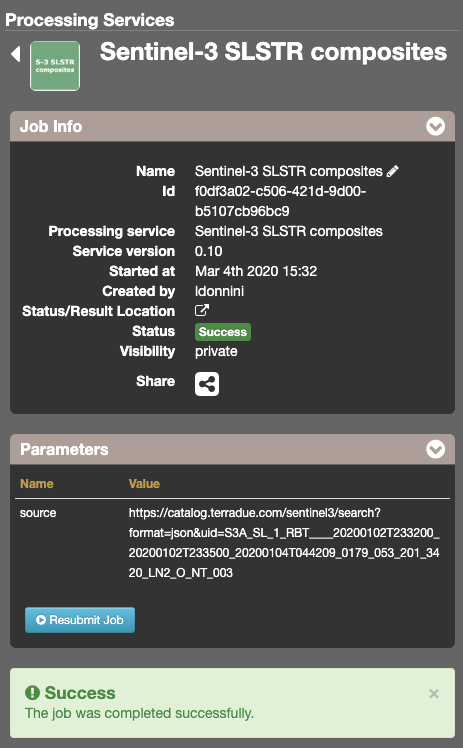 Processing Services
S-3 SLSTR
composites
Sentinel-3 SLSTR composites
Job Info
Name Sentinel-3 SLSTR composites
Id f0df3a02-c506-421d-9d00-
b5107cb96bc9
Processing service Sentinel-3 SLSTR composites
Service version 0.10
Started at Mar 4th 2020 15:32
Created by ldonnini
Status/Result Location
Status Success
Visibility private
Share
Parameters
Name Value
source https://catalog.terradue.com/sentinel3/search?
format=json&uid=S3A_SL_1_RBT____20200102T233200_
20200102T233500_20200104T044209_0179_053_201_34
20_LN2_O_NT_003
Resubmit Job
Success ×
The job was completed successfully.